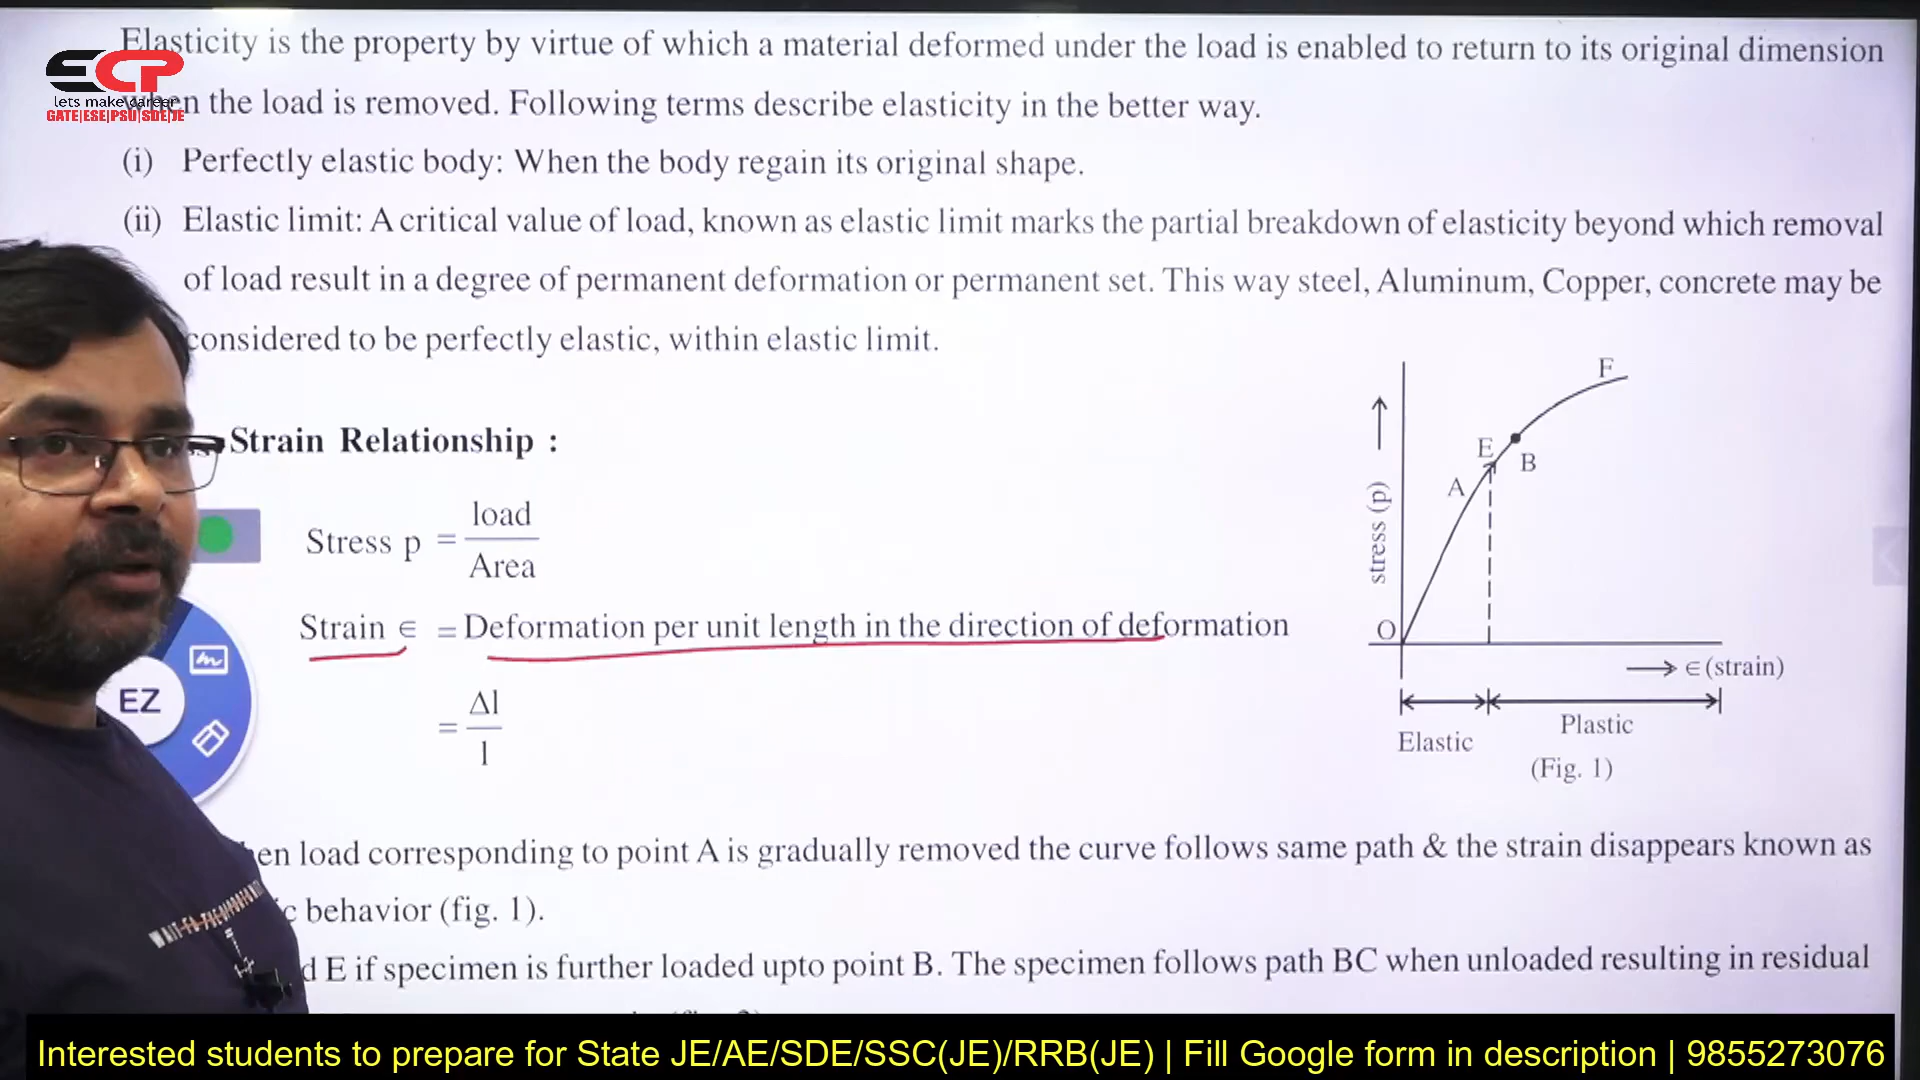 Elasticity is the property by virtue of which a material deformed under the load is enabled to return to its original dimension
when the load is removed. Following terms describe elasticity in the better way.
ECP
lets make career
GATE|ESE|PSU|SDE|JE
(i) Perfectly elastic body: When the body regain its original shape.
(ii) Elastic limit: A critical value of load, known as elastic limit marks the partial breakdown of elasticity beyond which removal
of load result in a degree of permanent deformation or permanent set. This way steel, Aluminum, Copper, concrete may be
considered to be perfectly elastic, within elastic limit.
Strain Relationship :
Stress p = load
Area
Strain ∈ = Deformation per unit length in the direction of deformation
= Δl
l
EZ
F
E
B
A
stress (p)
O
∈ (strain)
Elastic
Plastic
(Fig. 1)
en load corresponding to point A is gradually removed the curve follows same path & the strain disappears known as
c behavior (fig. 1).
d E if specimen is further loaded upto point B. The specimen follows path BC when unloaded resulting in residual
Interested students to prepare for State JE/AE/SDE/SSC(JE)/RRB(JE) | Fill Google form in description | 9855273076